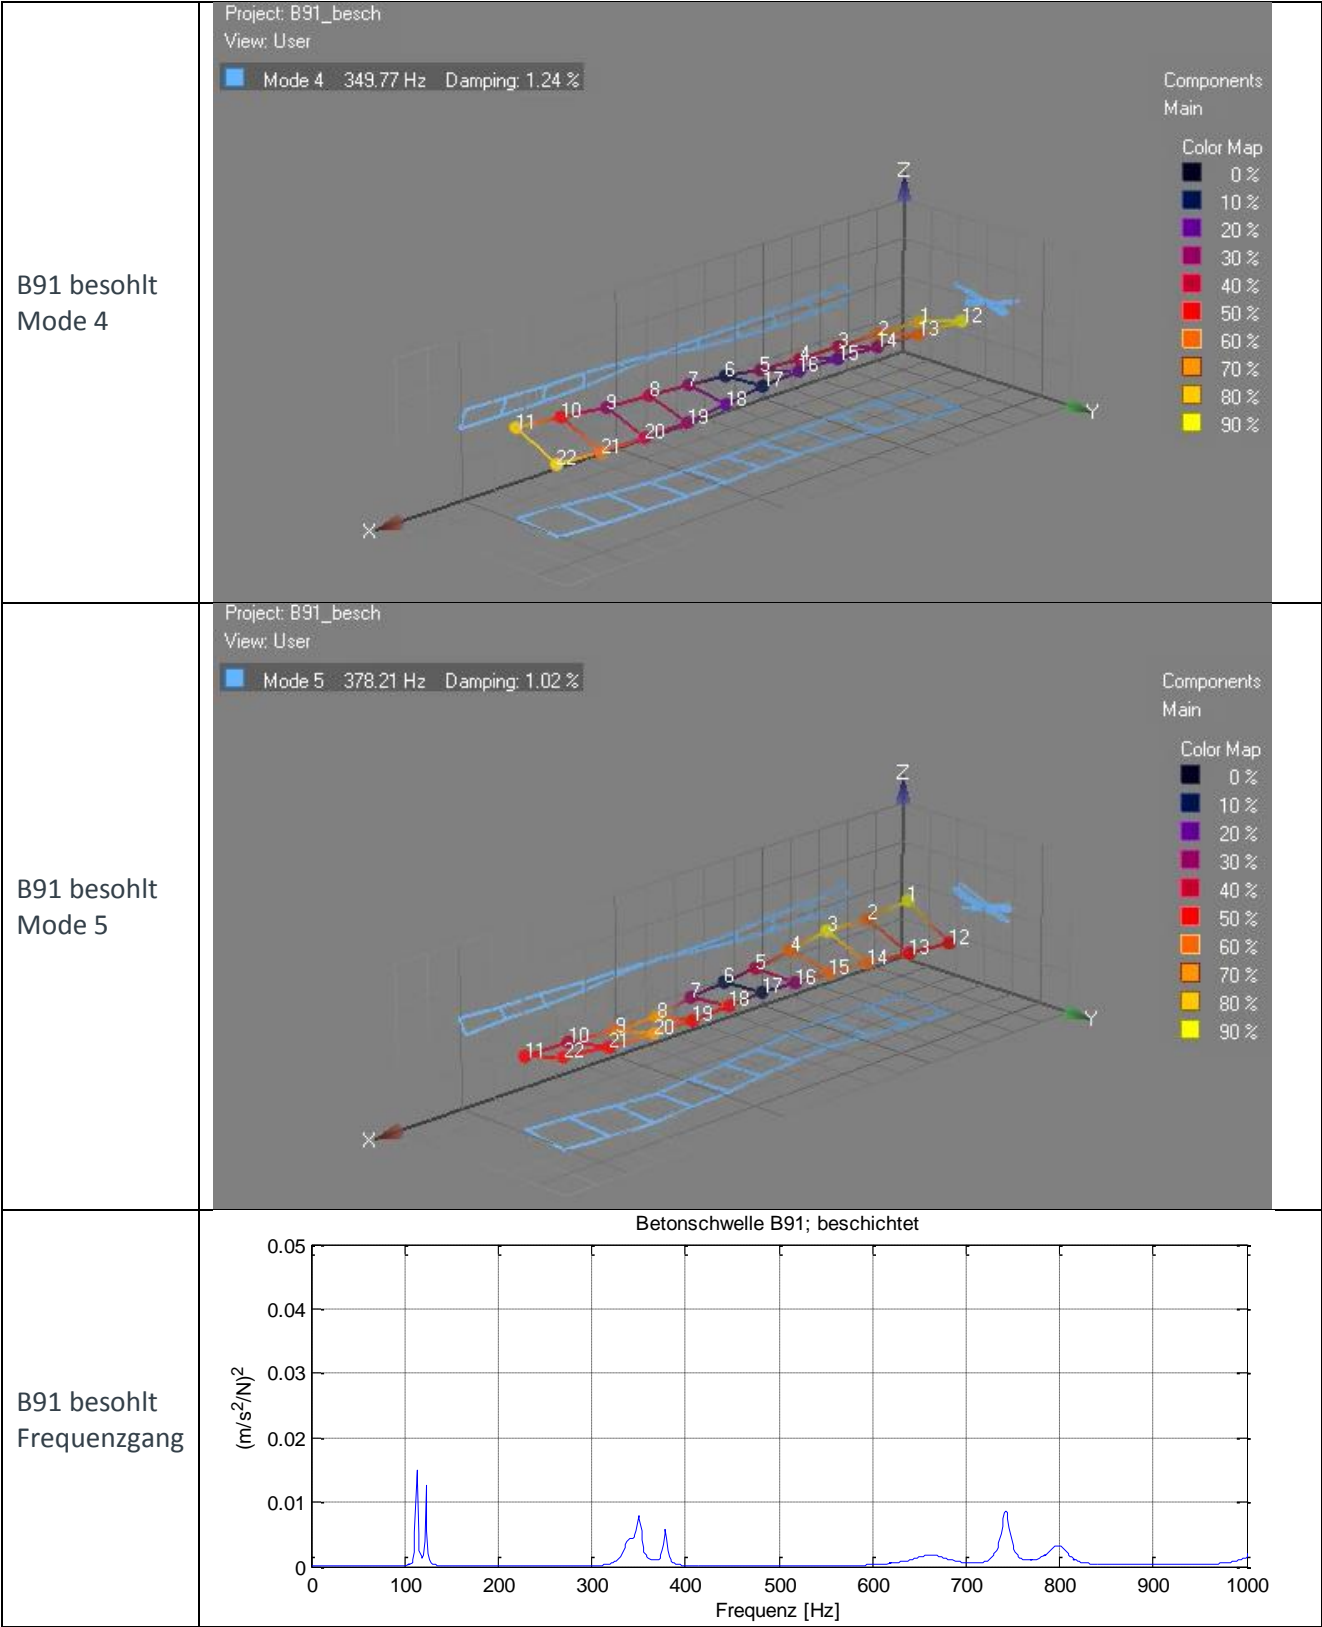 B91 besohlt
Mode 4
Project: B91_besch
View: User
Mode 4 349.77 Hz Damping: 1.24 %
Components
Main
Color Map
0 %
10 %
20 %
30 %
40 %
50 %
60 %
70 %
80 %
90 %
Z
1 12
2 13
3 14
4 15
5 16
6 17
7 18
8 19
9 20
10 21
11 22
Y
X
B91 besohlt
Mode 5
Project: B91_besch
View: User
Mode 5 378.21 Hz Damping: 1.02 %
Components
Main
Color Map
0 %
10 %
20 %
30 %
40 %
50 %
60 %
70 %
80 %
90 %
Z
1 12
2 13
3 14
4 15
5 16
6 17
7 18
8 19
9 20
10 21
11 22
Y
X
B91 besohlt
Frequenzgang
Betonschwelle B91; beschichtet
(m/s²/N)²
0.05
0.04
0.03
0.02
0.01
0
0 100 200 300 400 500 600 700 800 900 1000
Frequenz [Hz]